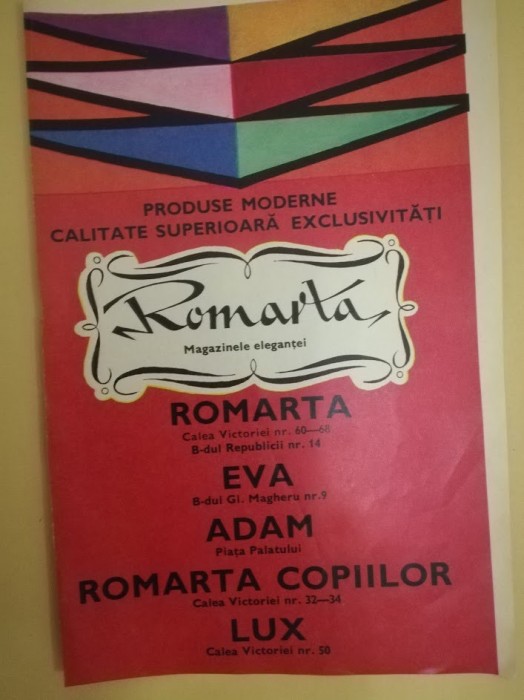 PRODUSE MODERNE
CALITATE SUPERIOARĂ EXCLUSIVITĂȚI
Romarta
Magazinele eleganței
ROMARTA
Calea Victoriei nr. 60—68
B-dul Republicii nr. 14
EVA
B-dul Gl. Magheru nr.9
ADAM
Piața Palatului
ROMARTA COPIILOR
Calea Victoriei nr. 32—34
LUX
Calea Victoriei nr. 50